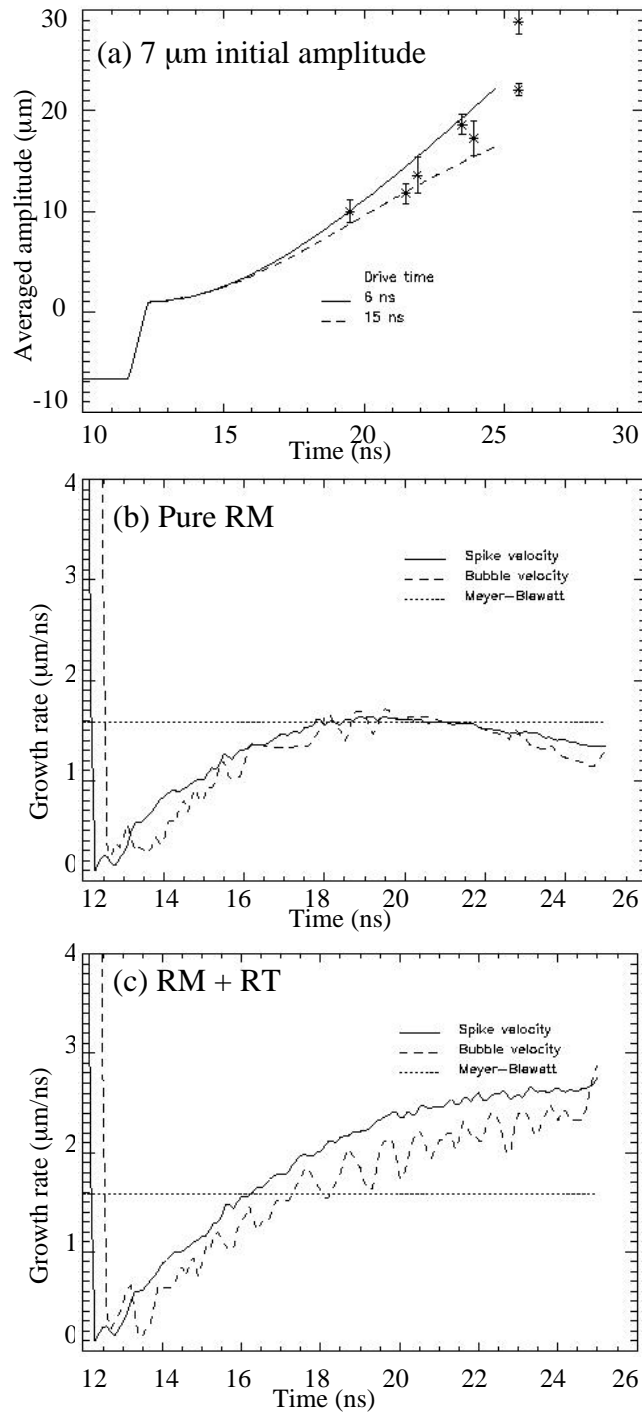 30
(a) 7 μm initial amplitude
20
10
0
-10
Averaged amplitude (μm)
Drive time
6 ns
15 ns
10 15 20 25 30
Time (ns)
4
(b) Pure RM
Spike velocity
Bubble velocity
Meyer-Blewett
3
2
1
0
Growth rate (μm/ns)
12 14 16 18 20 22 24 26
Time (ns)
4
(c) RM + RT
Spike velocity
Bubble velocity
Meyer-Blewett
3
2
1
0
Growth rate (μm/ns)
12 14 16 18 20 22 24 26
Time (ns)